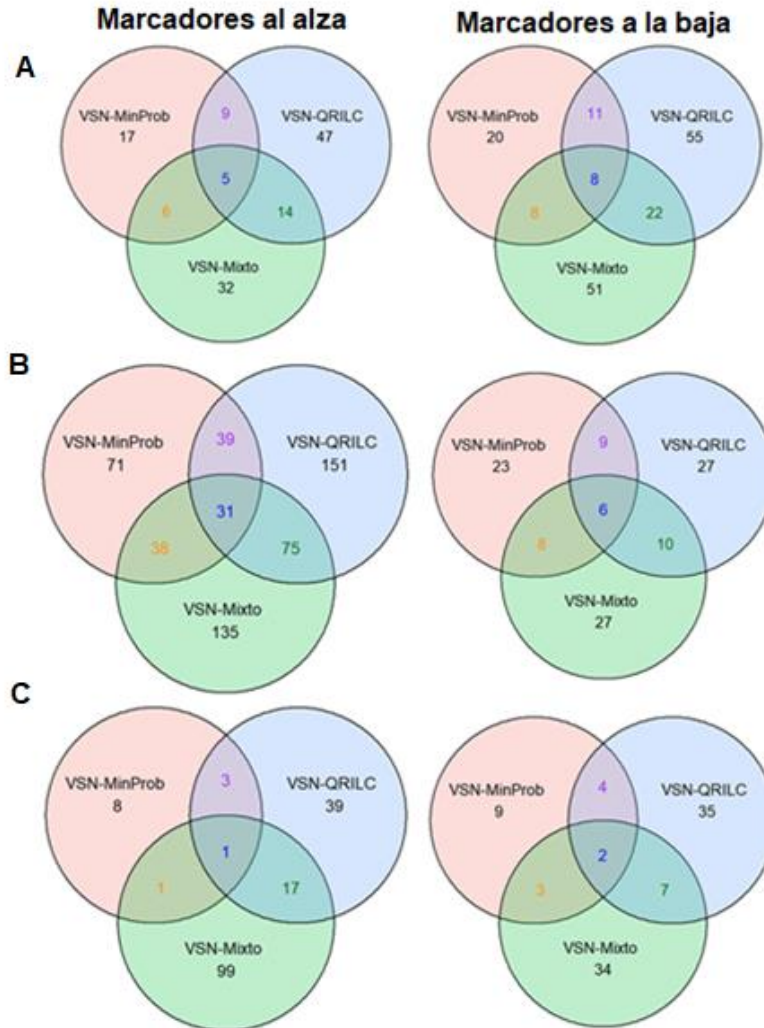 Marcadores al alza
Marcadores a la baja
A
VSN-MinProb
17
9
VSN-QRILC
47
5
6
14
VSN-Mixto
32
VSN-MinProb
20
11
VSN-QRILC
55
8
8
22
VSN-Mixto
51
B
VSN-MinProb
71
39
VSN-QRILC
151
31
38
75
VSN-Mixto
135
VSN-MinProb
23
9
VSN-QRILC
27
6
8
10
VSN-Mixto
27
C
VSN-MinProb
8
3
VSN-QRILC
39
1
1
17
VSN-Mixto
99
VSN-MinProb
9
4
VSN-QRILC
35
2
3
7
VSN-Mixto
34